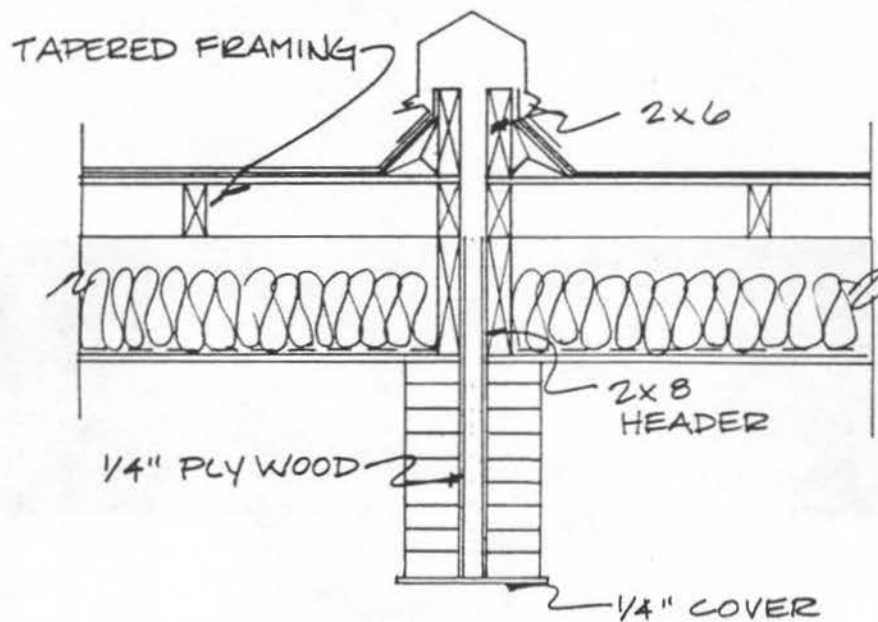 TAPERED FRAMING
2x6
2x8
HEADER
1/4" PLYWOOD
1/4" COVER